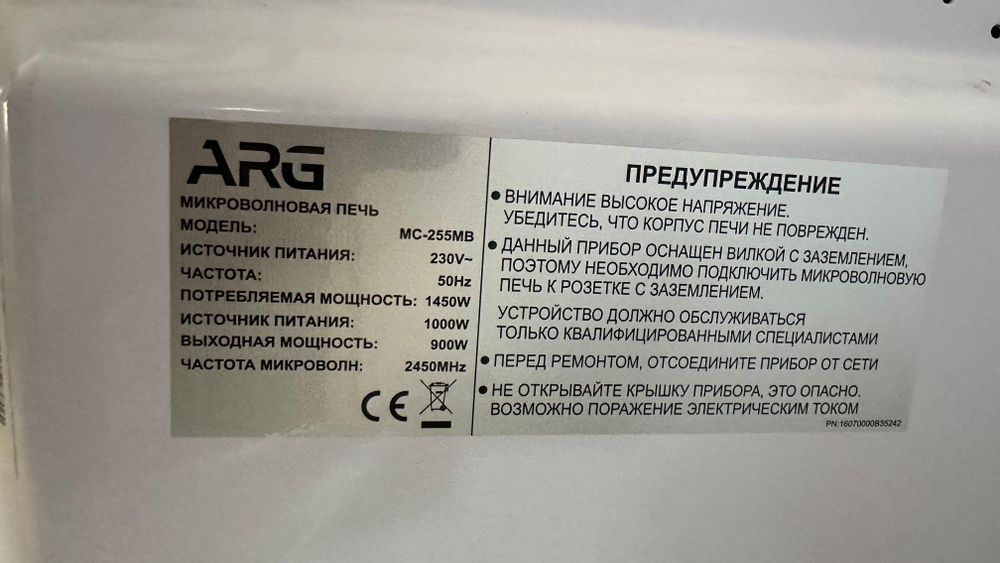 ARG
МИКРОВОЛНОВАЯ ПЕЧЬ
МОДЕЛЬ: MC-255MB
ИСТОЧНИК ПИТАНИЯ: 230V~
ЧАСТОТА: 50Hz
ПОТРЕБЛЯЕМАЯ МОЩНОСТЬ: 1450W
ИСТОЧНИК ПИТАНИЯ: 1000W
ВЫХОДНАЯ МОЩНОСТЬ: 900W
ЧАСТОТА МИКРОВОЛН: 2450MHz
CE
ПРЕДУПРЕЖДЕНИЕ
• ВНИМАНИЕ ВЫСОКОЕ НАПРЯЖЕНИЕ.
УБЕДИТЕСЬ, ЧТО КОРПУС ПЕЧИ НЕ ПОВРЕЖДЕН.
• ДАННЫЙ ПРИБОР ОСНАЩЕН ВИЛКОЙ С ЗАЗЕМЛЕНИЕМ,
ПОЭТОМУ НЕОБХОДИМО ПОДКЛЮЧИТЬ МИКРОВОЛНОВУЮ
ПЕЧЬ К РОЗЕТКЕ С ЗАЗЕМЛЕНИЕМ.
УСТРОЙСТВО ДОЛЖНО ОБСЛУЖИВАТЬСЯ
ТОЛЬКО КВАЛИФИЦИРОВАННЫМИ СПЕЦИАЛИСТАМИ
• ПЕРЕД РЕМОНТОМ, ОТСОЕДИНИТЕ ПРИБОР ОТ СЕТИ
• НЕ ОТКРЫВАЙТЕ КРЫШКУ ПРИБОРА, ЭТО ОПАСНО.
ВОЗМОЖНО ПОРАЖЕНИЕ ЭЛЕКТРИЧЕСКИМ ТОКОМ
PN:16070000B35242